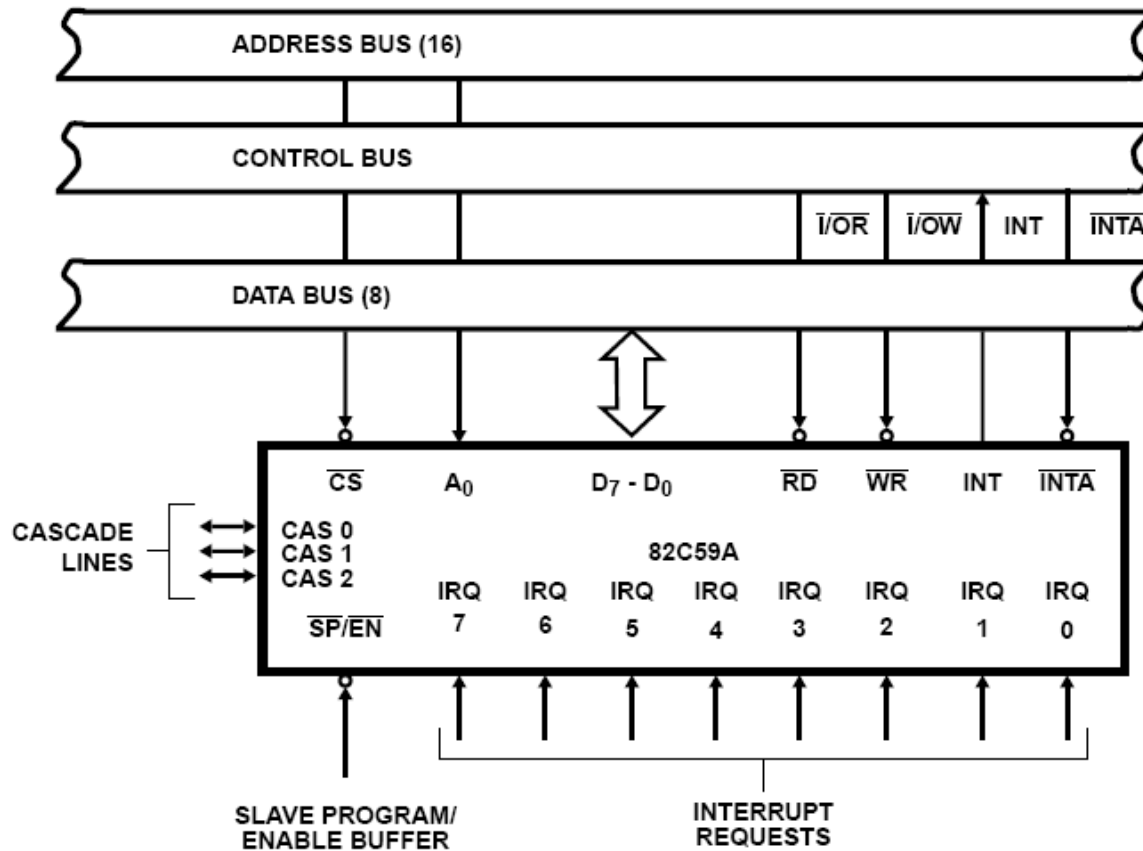 ADDRESS BUS (16)
CONTROL BUS
I/OR I/OW INT INTA
DATA BUS (8)
CS A0 D7 - D0 RD WR INT INTA
CASCADE LINES
CAS 0
CAS 1
CAS 2
82C59A
IRQ IRQ IRQ IRQ IRQ IRQ IRQ IRQ
SP/EN 7 6 5 4 3 2 1 0
SLAVE PROGRAM/
ENABLE BUFFER
INTERRUPT
REQUESTS